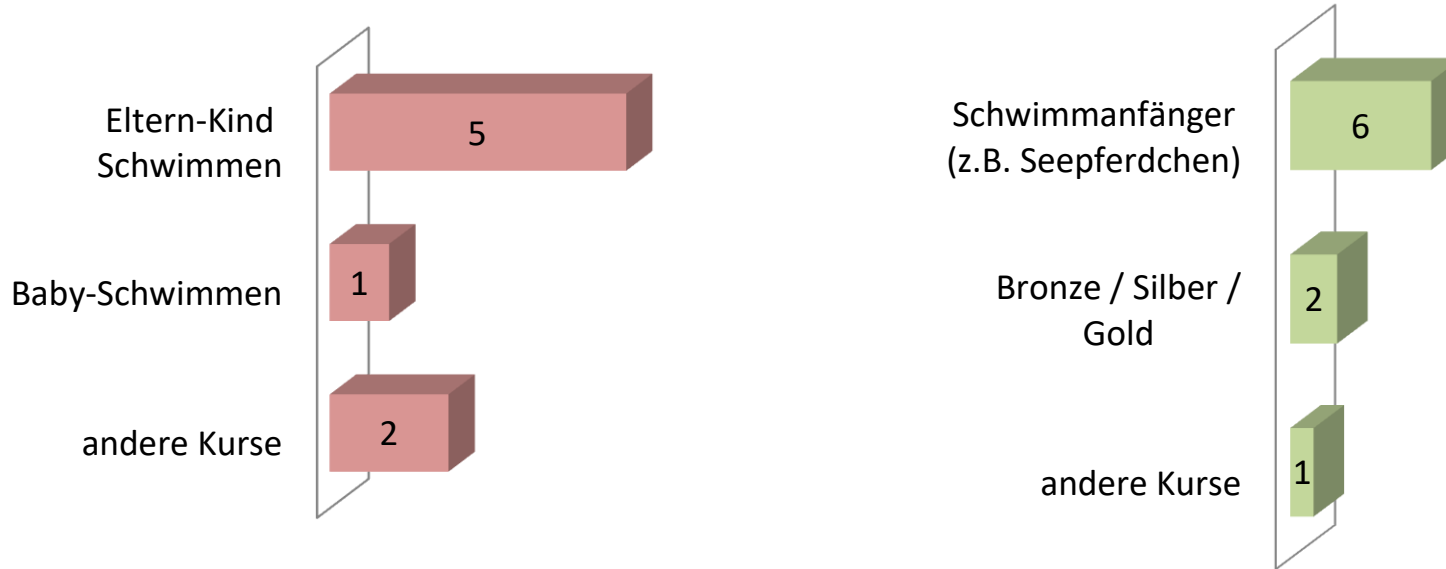 Eltern-Kind
Schwimmen
5
Baby-Schwimmen
1
andere Kurse
2
Schwimmanfänger
(z.B. Seepferdchen)
6
Bronze / Silber /
Gold
2
andere Kurse
1